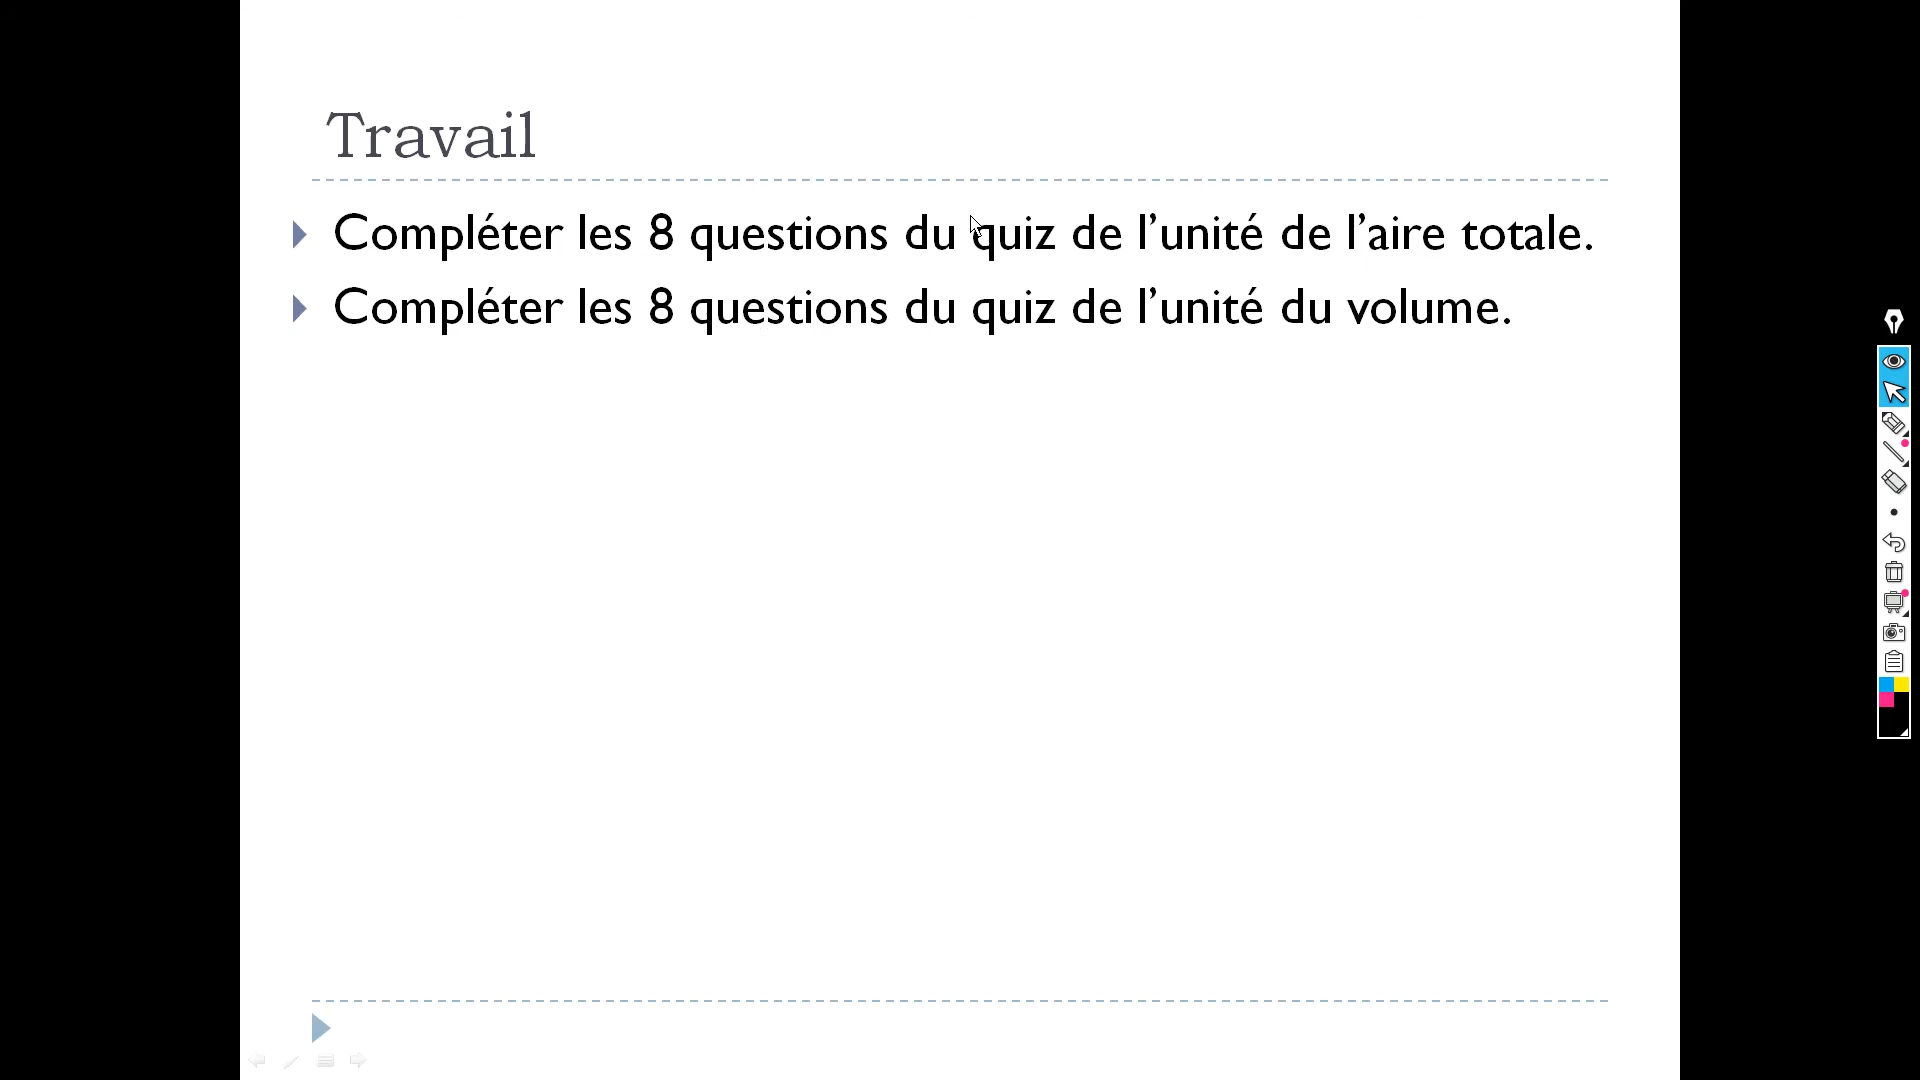 Travail
Compléter les 8 questions du quiz de l’unité de l’aire totale.
Compléter les 8 questions du quiz de l’unité du volume.